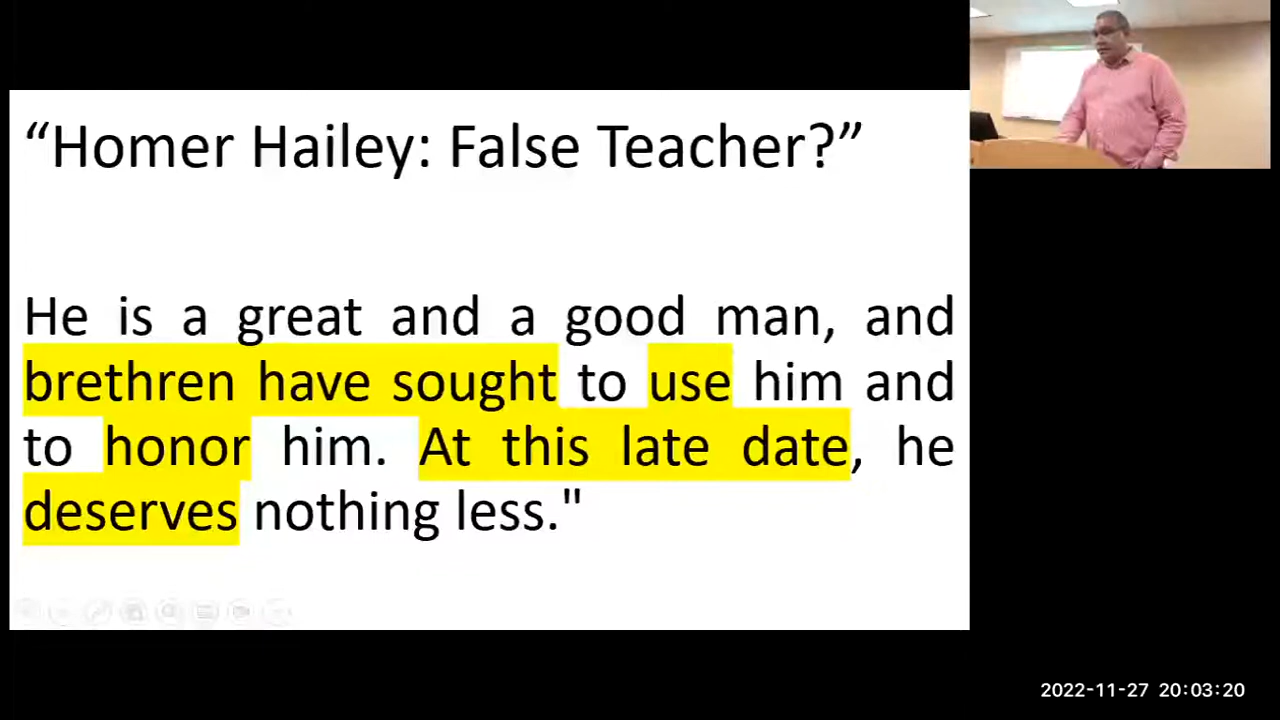 “Homer Hailey: False Teacher?”
He is a great and a good man, and
brethren have sought to use him and
to honor him. At this late date, he
deserves nothing less."
2022-11-27 20:03:20